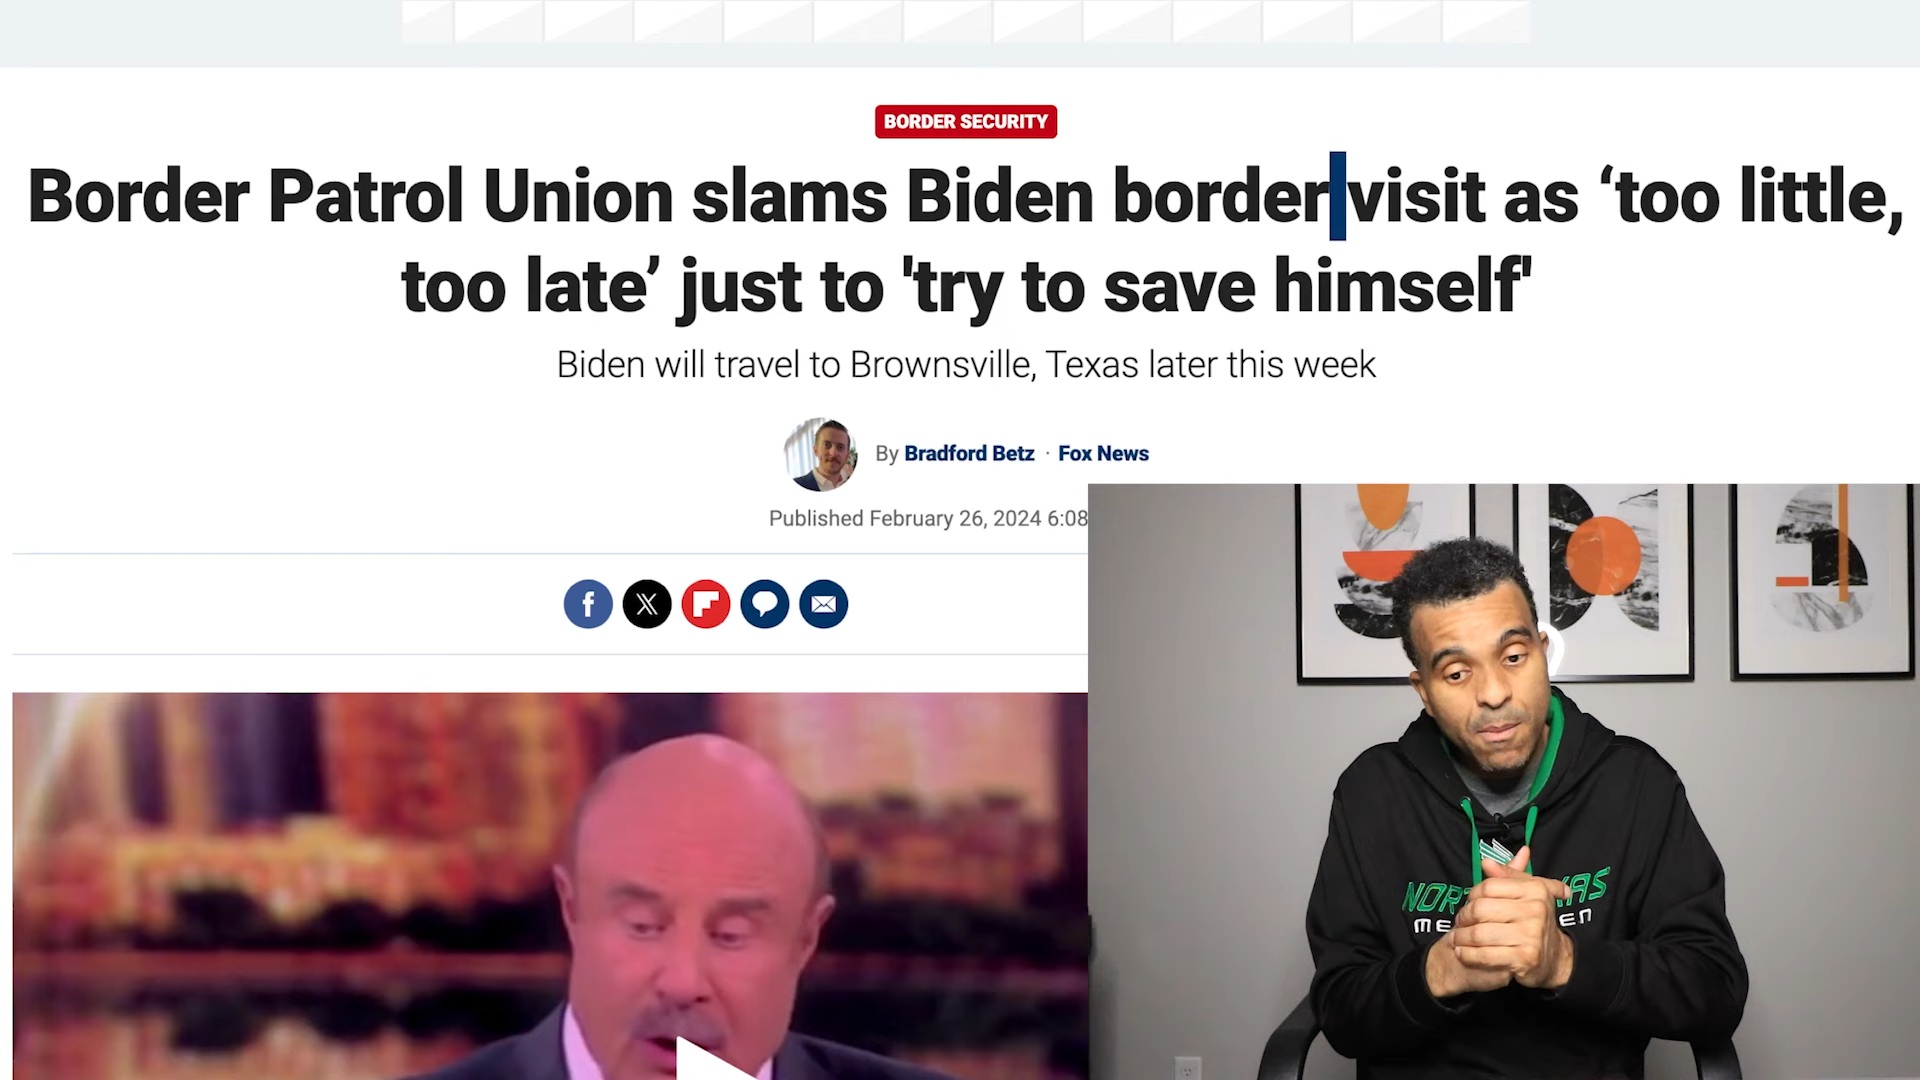 BORDER SECURITY
Border Patrol Union slams Biden border visit as ‘too little,
too late’ just to 'try to save himself'
Biden will travel to Brownsville, Texas later this week
By Bradford Betz · Fox News
Published February 26, 2024 6:08